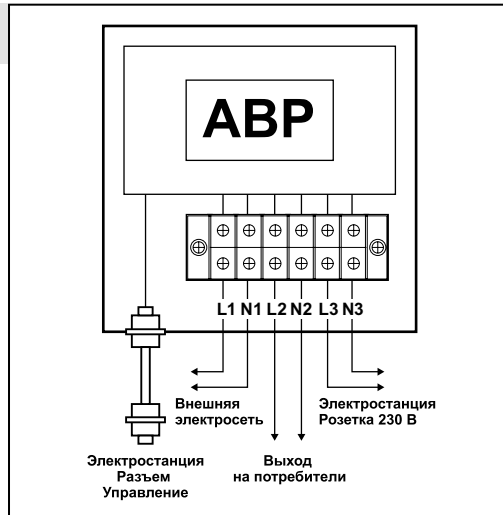 АВР
L1 N1 L2 N2 L3 N3
Внешняя
электросеть
Электростанция
Розетка 230 В
Электростанция
Разъем
Управление
Выход
на потребители